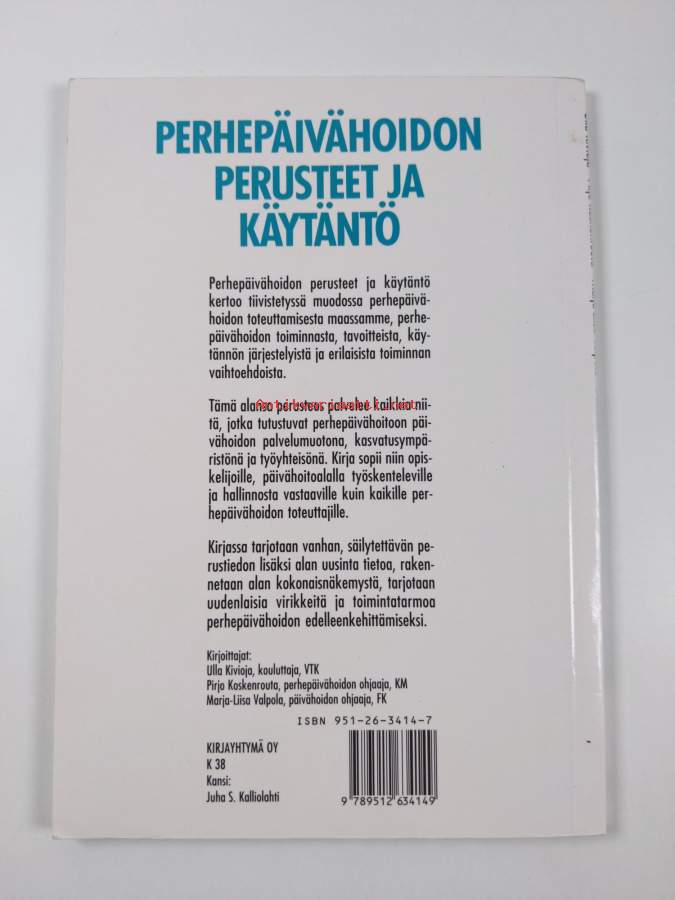 PERHEPÄIVÄHOIDON
PERUSTEET JA
KÄYTÄNTÖ
Perhepäivähoidon perusteet ja käytäntö
kertoo tiivistetyssä muodossa perhepäivä-
hoidon toteuttamisesta maassamme, perhe-
päivähoidon toiminnasta, tavoitteista, käy-
tännön järjestelyistä ja erilaisista toiminnan
vaihtoehdoista.
Tämä alansa perusteos palvelee kaikkia nii-
tä, jotka tutustuvat perhepäivähoitoon päi-
vähoidon palvelumuotona, kasvatusympä-
ristönä ja työyhteisönä. Kirja sopii niin opis-
kelijoille, päivähoitoalalla työskenteleville
ja hallinnosta vastaaville kuin kaikille per-
hepäivähoidon toteuttajille.
Kirjassa tarjotaan vanhan, säilytettävän pe-
rustiedon lisäksi alan uusinta tietoa, raken-
netaan alan kokonaisnäkemystä, tarjotaan
uudenlaisia virikkeitä ja toimintatarmoa
perhepäivähoidon edelleenkehittämiseksi.
Kirjoittajat:
Ulla Kivioja, kouluttaja, VTK
Pirjo Koskenrouta, perhepäivähoidon ohjaaja, KM
Marja-Liisa Valpola, päivähoidon ohjaaja, FK
ISBN 951-26-3414-7
KIRJAYHTYMÄ OY
K 38
Kansi:
Juha S. Kalliolahti
9 789512 634149